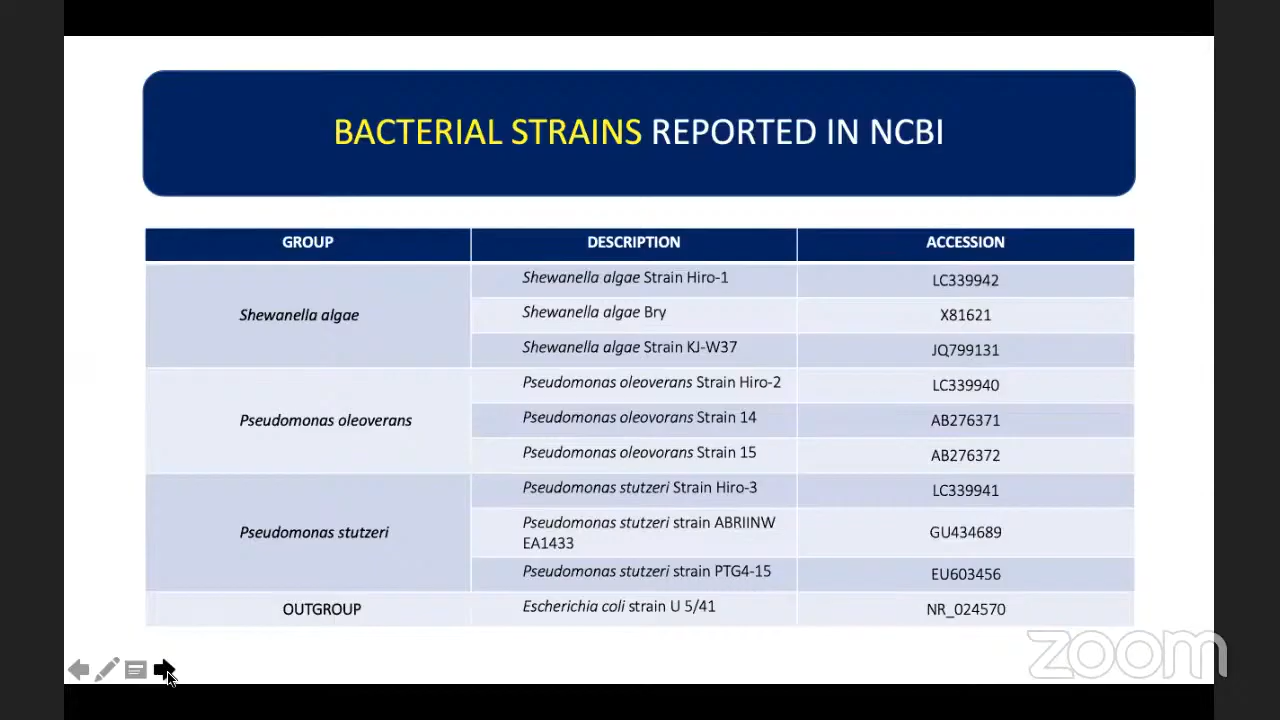 BACTERIAL STRAINS REPORTED IN NCBI
GROUP DESCRIPTION ACCESSION
Shewanella algae
Shewanella algae Strain Hiro-1 LC339942
Shewanella algae Bry X81621
Shewanella algae Strain KJ-W37 JQ799131
Pseudomonas oleoverans
Pseudomonas oleoverans Strain Hiro-2 LC339940
Pseudomonas oleovorans Strain 14 AB276371
Pseudomonas oleovorans Strain 15 AB276372
Pseudomonas stutzeri
Pseudomonas stutzeri Strain Hiro-3 LC339941
Pseudomonas stutzeri strain ABRIINW
EA1433 GU434689
Pseudomonas stutzeri strain PTG4-15 EU603456
OUTGROUP Escherichia coli strain U 5/41 NR_024570
zoom